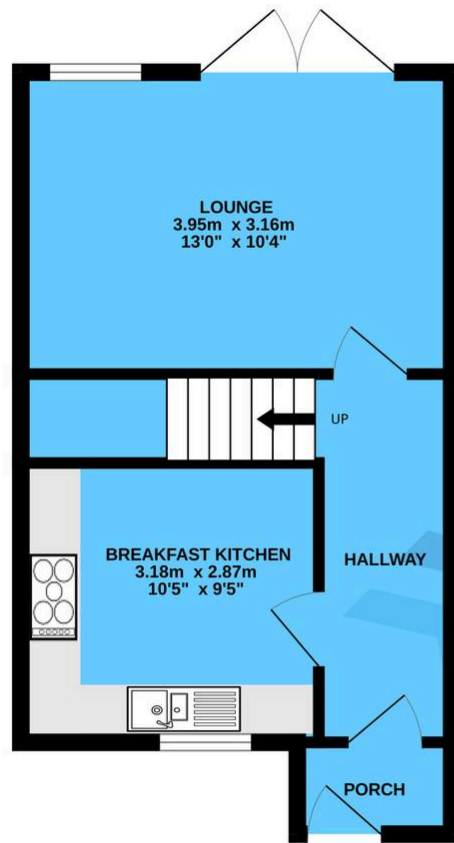 LOUNGE
3.95m x 3.16m
13'0" x 10'4"
UP
BREAKFAST KITCHEN
3.18m x 2.87m
10'5" x 9'5"
HALLWAY
PORCH